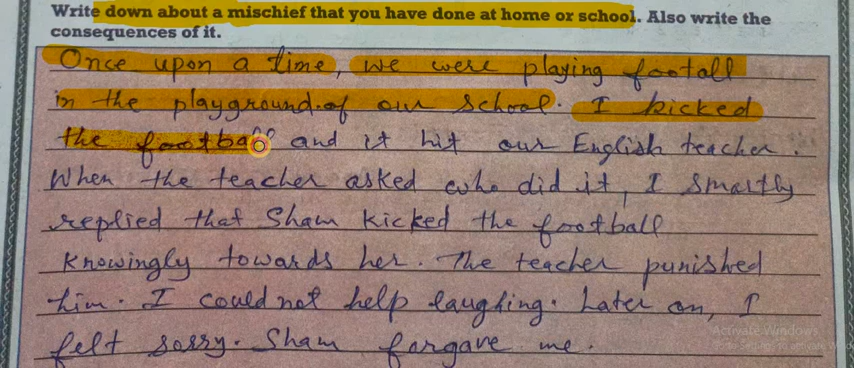 Write down about a mischief that you have done at home or school. Also write the
consequences of it.
Once upon a time, we were playing footall
in the playground.of our school. I kicked
the football and it hit our English teacher.
When the teacher asked who did it, I smartly
replied that Sham kicked the football
knowingly towards her. The teacher punished
him. I could not help laughing. Later on, I
felt sorry. Sham forgave me.
Activate Windows